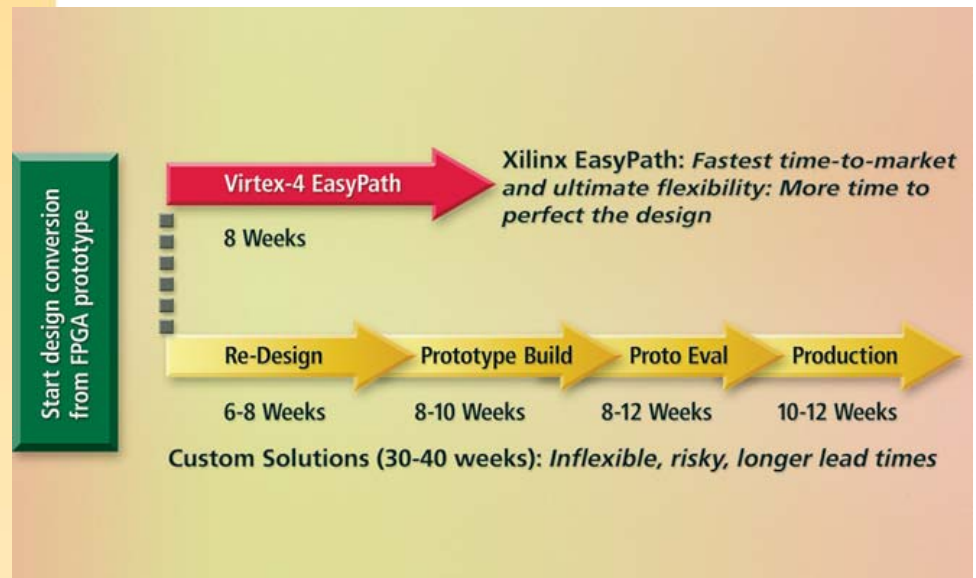 Start design conversion
from FPGA prototype
Virtex-4 EasyPath
8 Weeks
Xilinx EasyPath: Fastest time-to-market
and ultimate flexibility: More time to
perfect the design
Re-Design
Prototype Build
Proto Eval
Production
6-8 Weeks
8-10 Weeks
8-12 Weeks
10-12 Weeks
Custom Solutions (30-40 weeks): Inflexible, risky, longer lead times